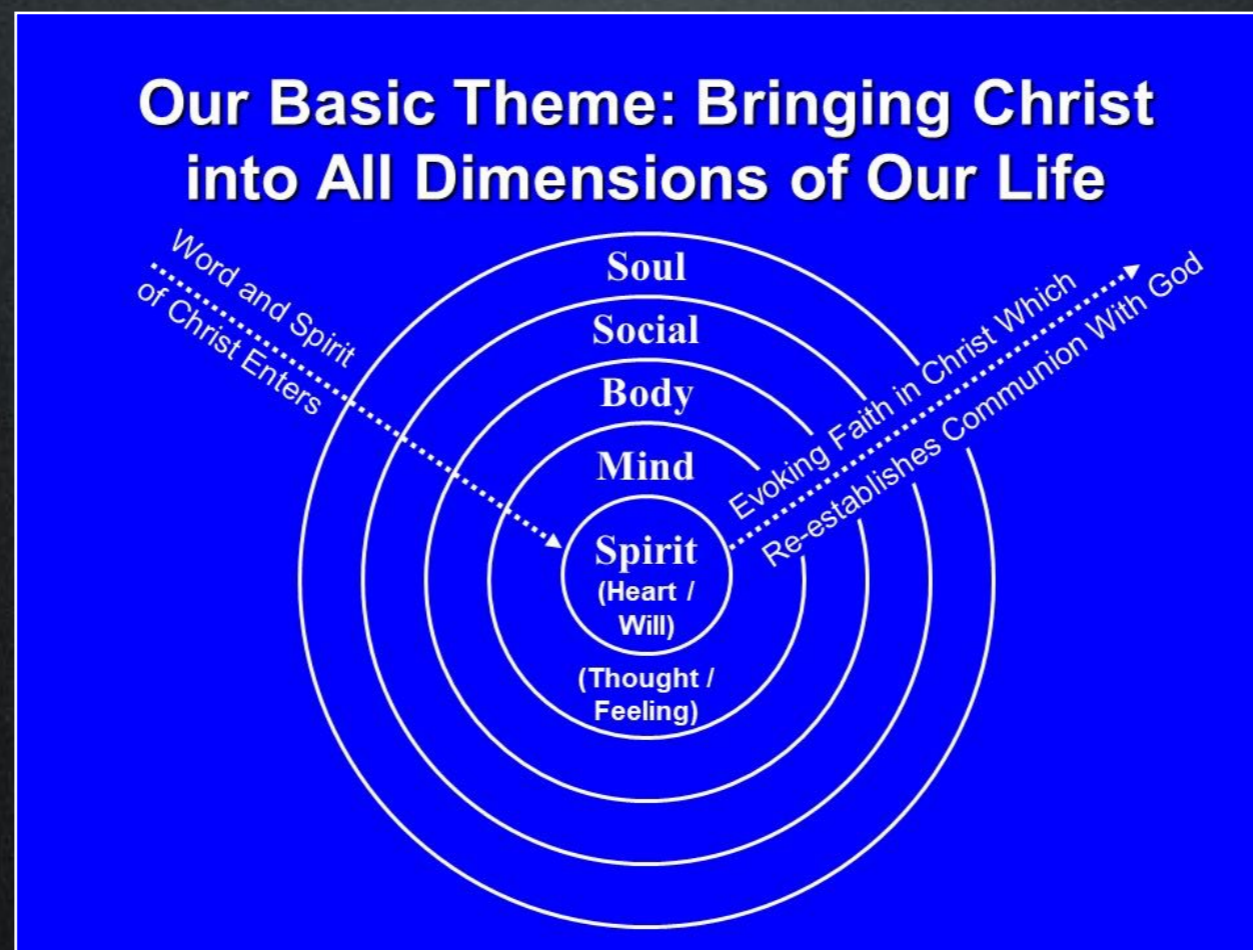 Our Basic Theme: Bringing Christ
into All Dimensions of Our Life
Word and Spirit
of Christ Enters
Soul
Social
Body
Mind
Spirit
(Heart /
Will)
(Thought /
Feeling)
Evoking Faith in Christ Which
Re-establishes Communion With God